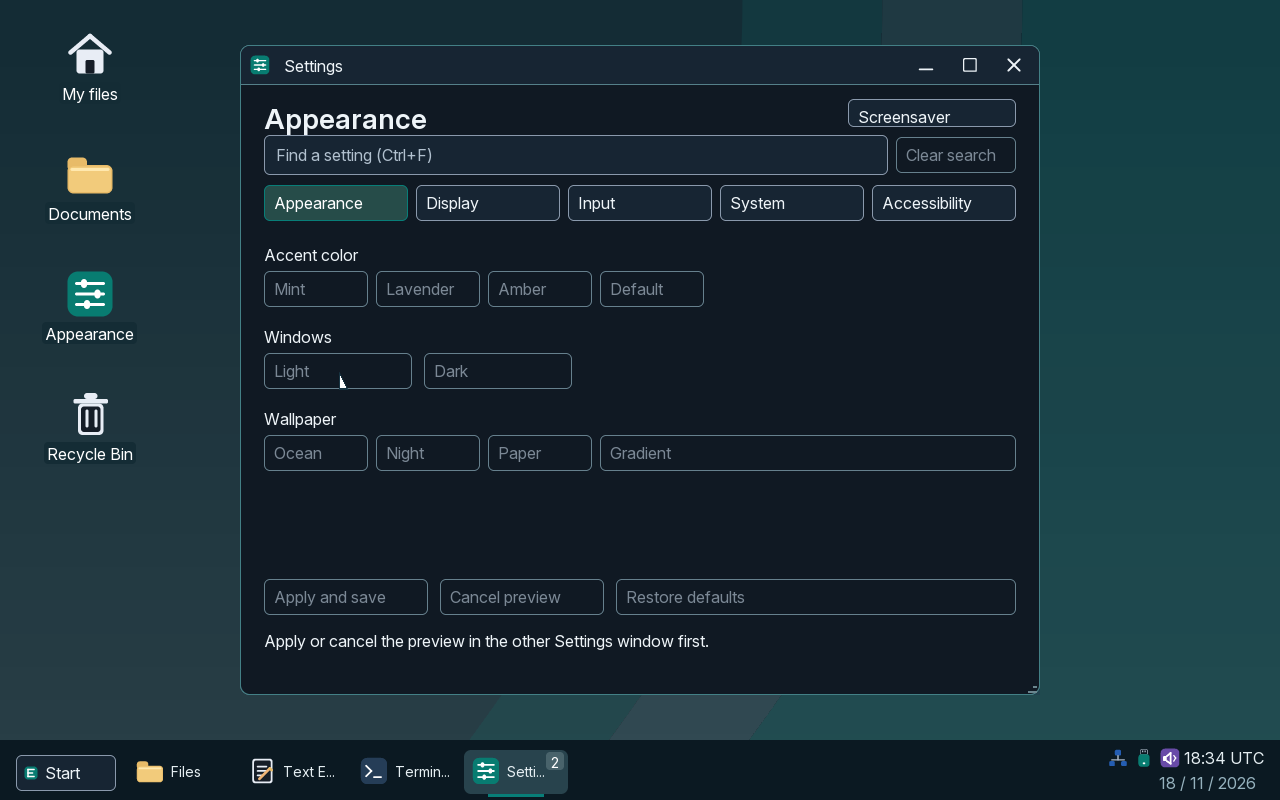 My files
Documents
Appearance
Recycle Bin
Settings
Appearance
Screensaver
Find a setting (Ctrl+F)
Clear search
Appearance
Display
Input
System
Accessibility
Accent color
Mint
Lavender
Amber
Default
Windows
Light
Dark
Wallpaper
Ocean
Night
Paper
Gradient
Apply and save
Cancel preview
Restore defaults
Apply or cancel the preview in the other Settings window first.
Start
Files
Text E...
Termin...
Setti...
2
18:34 UTC
18 / 11 / 2026